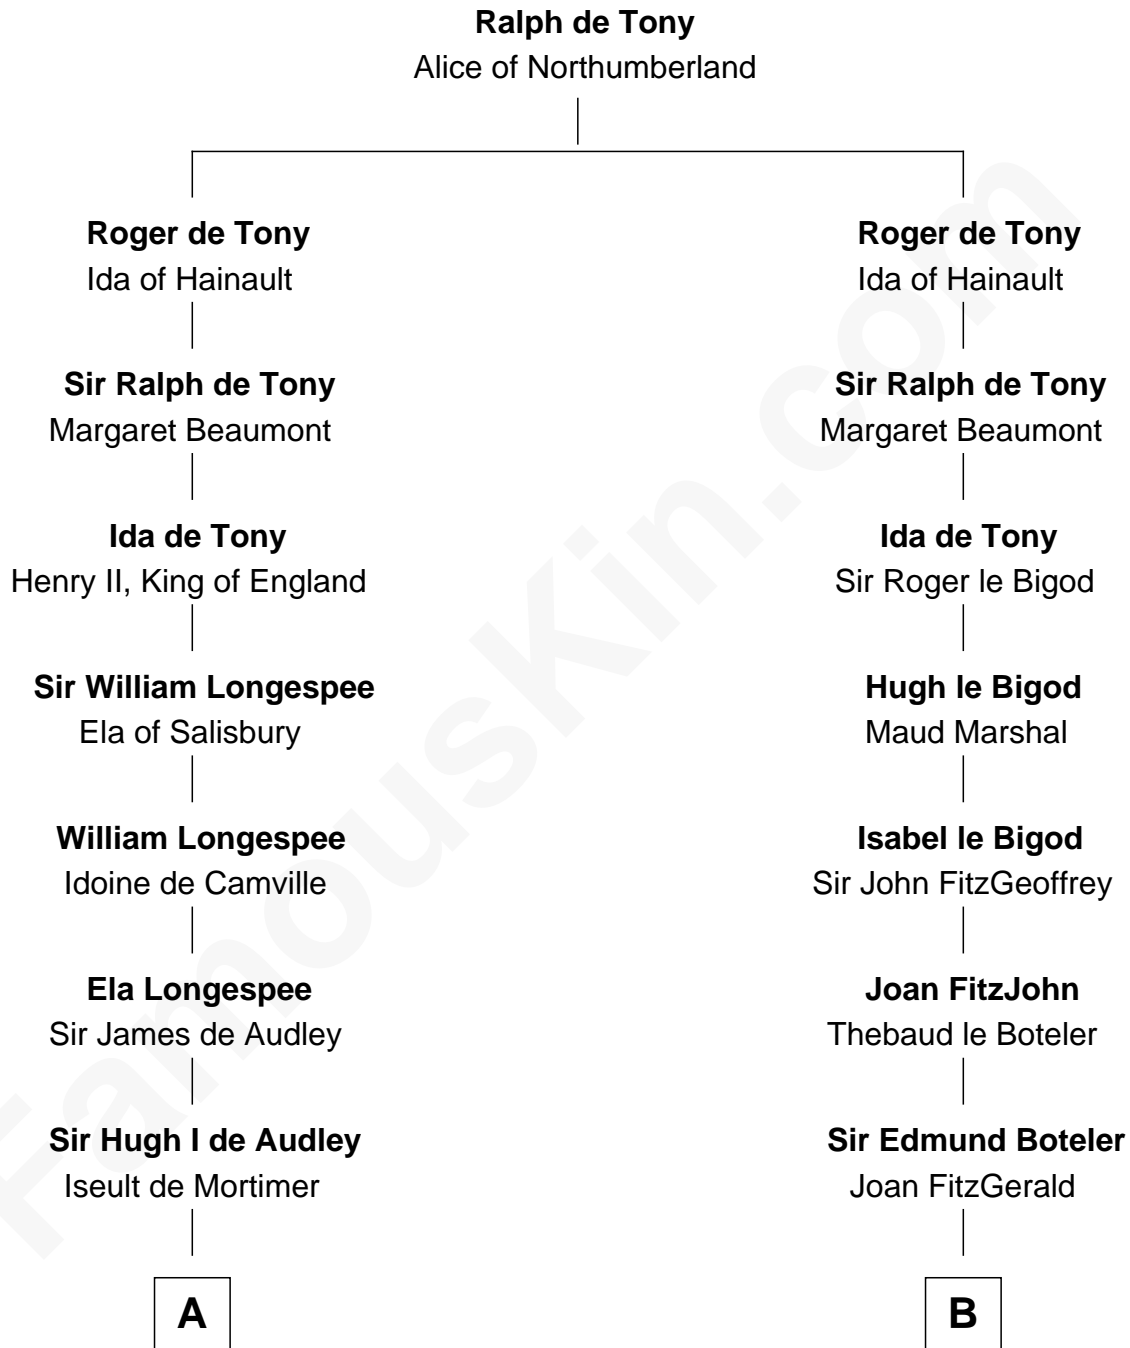 Ralph de Tony
Alice of Northumberland
Roger de Tony
Ida of Hainault
Roger de Tony
Ida of Hainault
Sir Ralph de Tony
Margaret Beaumont
Sir Ralph de Tony
Margaret Beaumont
Ida de Tony
Henry II, King of England
Ida de Tony
Sir Roger le Bigod
Sir William Longespee
Ela of Salisbury
Hugh le Bigod
Maud Marshal
William Longespee
Idoine de Camville
Isabel le Bigod
Sir John FitzGeoffrey
Ela Longespee
Sir James de Audley
Joan FitzJohn
Thebaud le Boteler
Sir Hugh I de Audley
Iseult de Mortimer
Sir Edmund Boteler
Joan FitzGerald
A
B
FamousKin.com